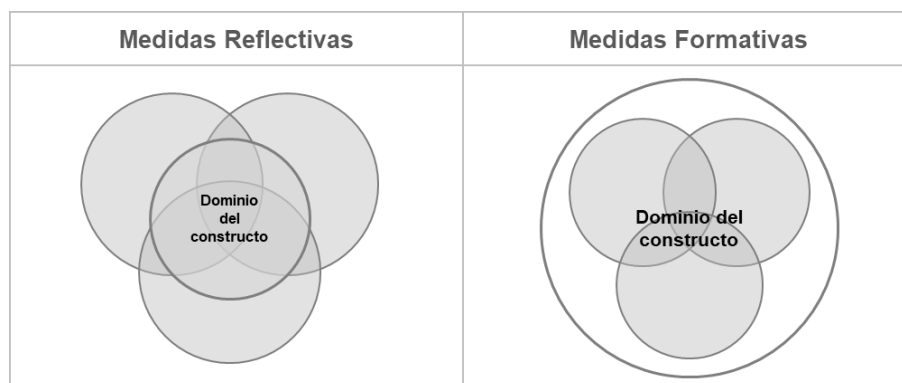 Medidas Reflectivas
Medidas Formativas
Dominio
del
constructo
Dominio del
constructo